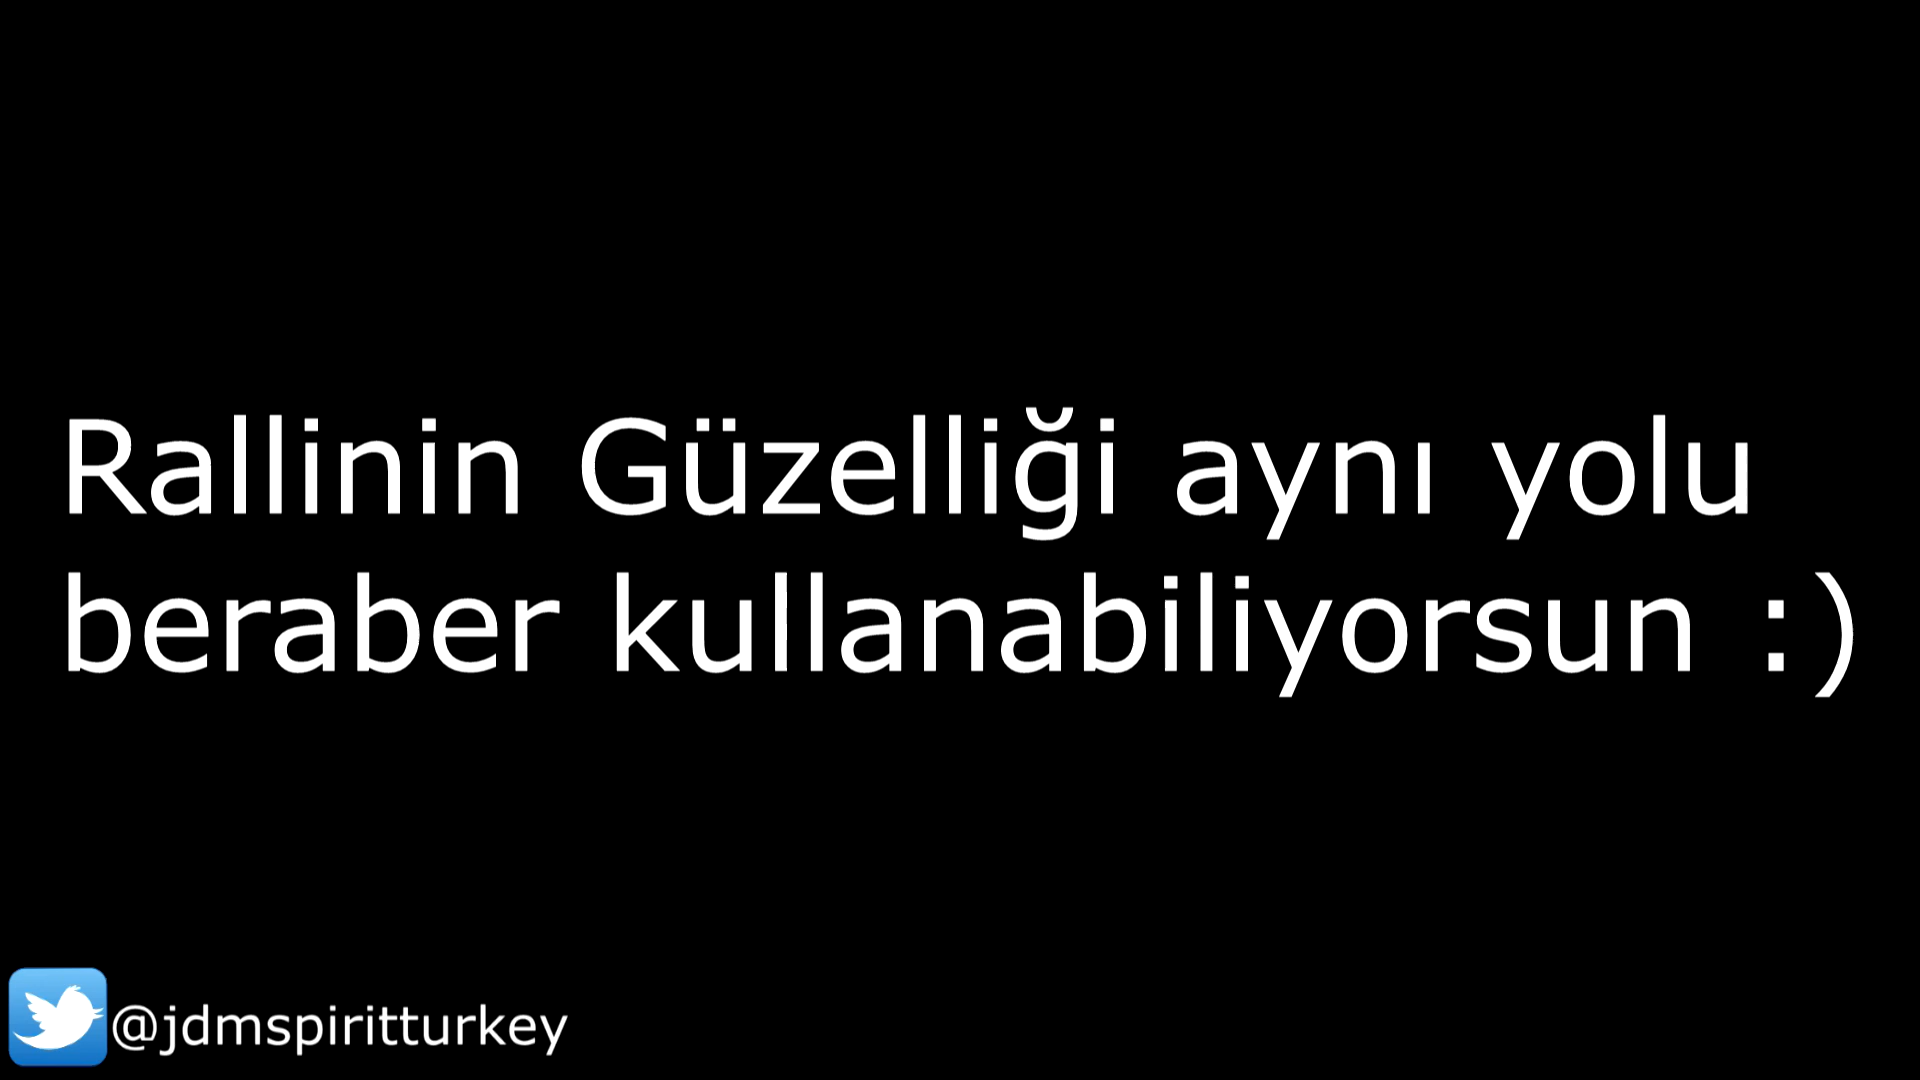 Rallinin Güzelliği aynı yolu
beraber kullanabiliyorsun :)
@jdmspiritturkey